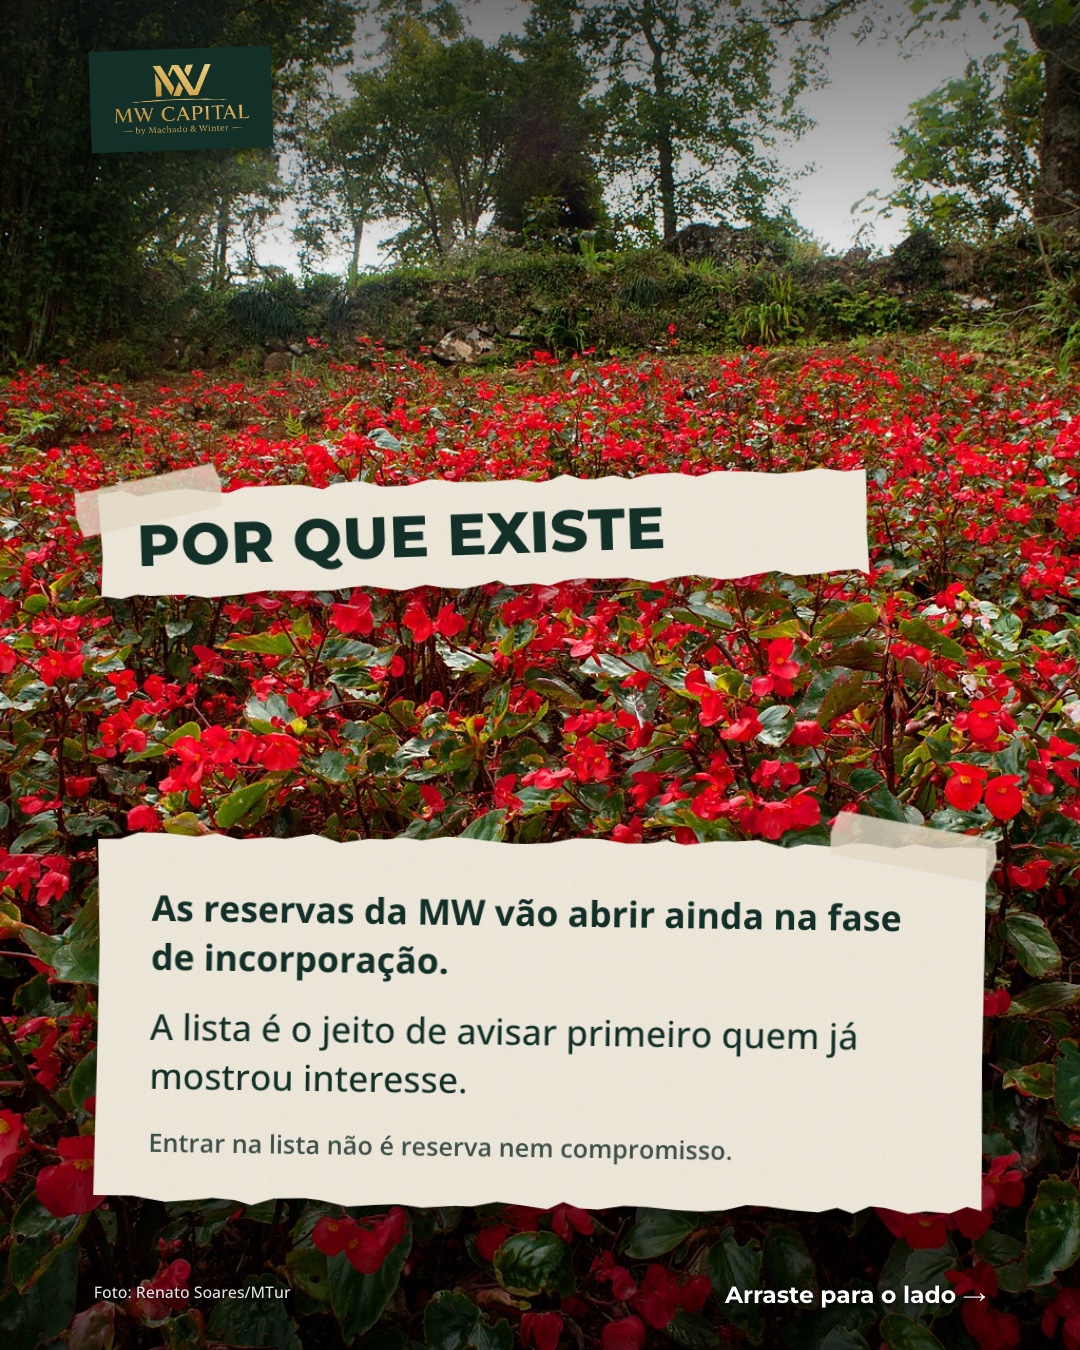 MW CAPITAL
by Machado & Winter
POR QUE EXISTE
As reservas da MW vão abrir ainda na fase
de incorporação.
A lista é o jeito de avisar primeiro quem já
mostrou interesse.
Entrar na lista não é reserva nem compromisso.
Foto: Renato Soares/MTur
Arraste para o lado →